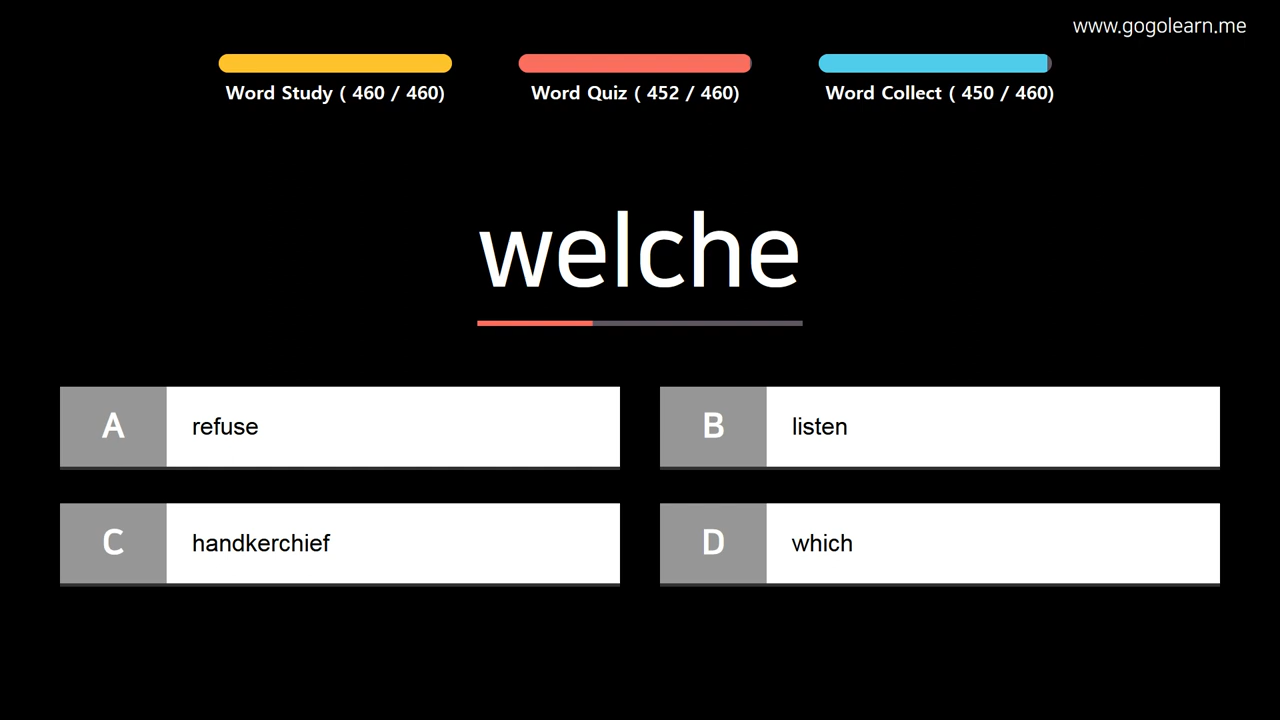 www.gogolearn.me
Word Study ( 460 / 460)
Word Quiz ( 452 / 460)
Word Collect ( 450 / 460)
welche
A
refuse
B
listen
C
handkerchief
D
which